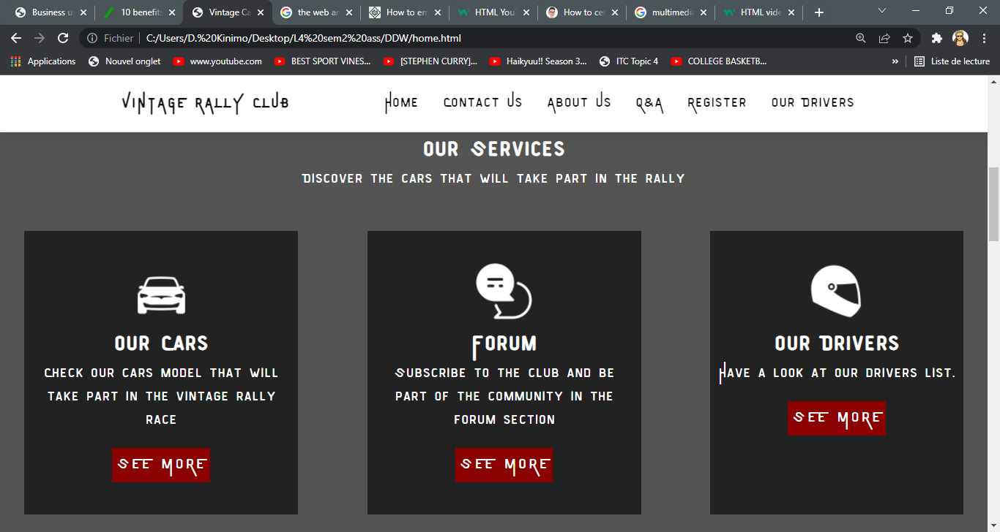 Business u
10 benefit
Vintage Ca
the web an
How to em
HTML YouT
How to cen
multimedia
HTML vide
Fichier C:/Users/D.%20Kinimo/Desktop/L4%20sem2%20ass/DDW/home.html
Applications Nouvel onglet www.youtube.com BEST SPORT VINES... [STEPHEN CURRY]... Haikyuu!! Season 3... ITC Topic 4 COLLEGE BASKETB... » Liste de lecture
Vintage Rally Club Home Contact Us About Us Q&A Register Our Drivers
Our Services
Discover the cars that will take part in the rally
Our Cars
Check our cars model that will
take part in the vintage rally
race
See More
Forum
Subscribe to the club and be
part of the community in the
forum section
See More
Our Drivers
Have a look at our drivers list.
See More